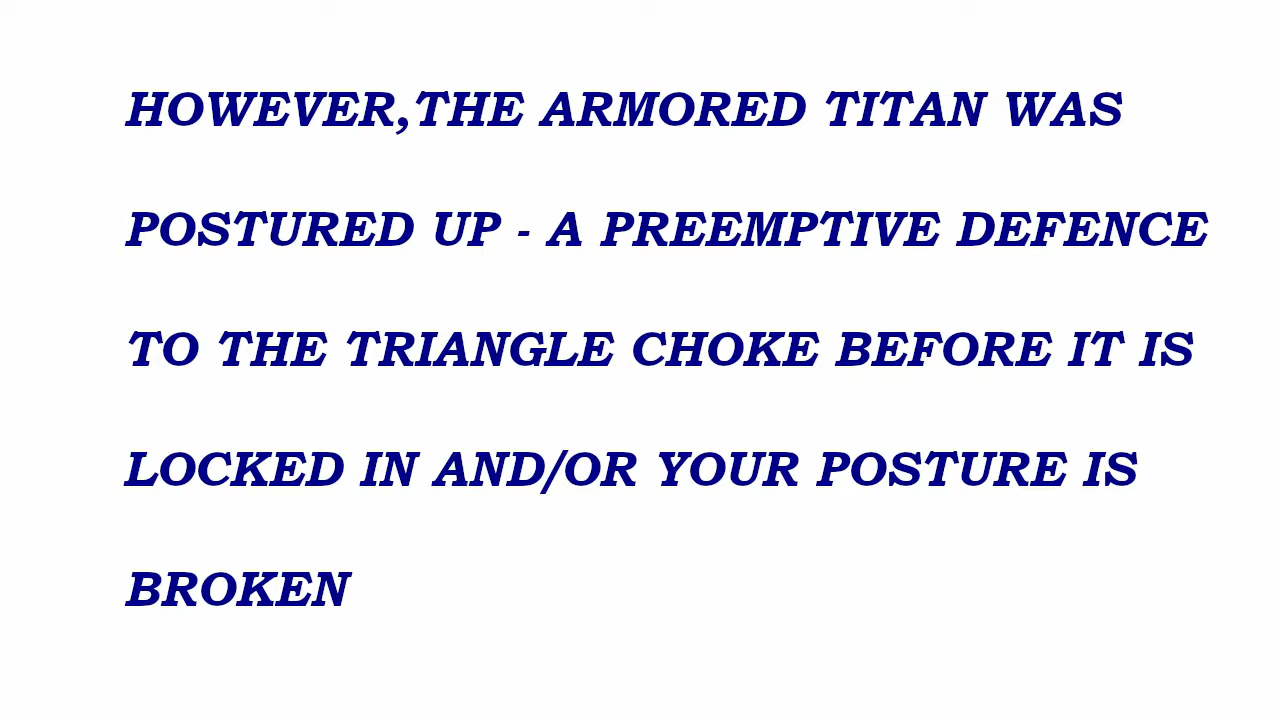 HOWEVER,THE ARMORED TITAN WAS
POSTURED UP - A PREEMPTIVE DEFENCE
TO THE TRIANGLE CHOKE BEFORE IT IS
LOCKED IN AND/OR YOUR POSTURE IS
BROKEN